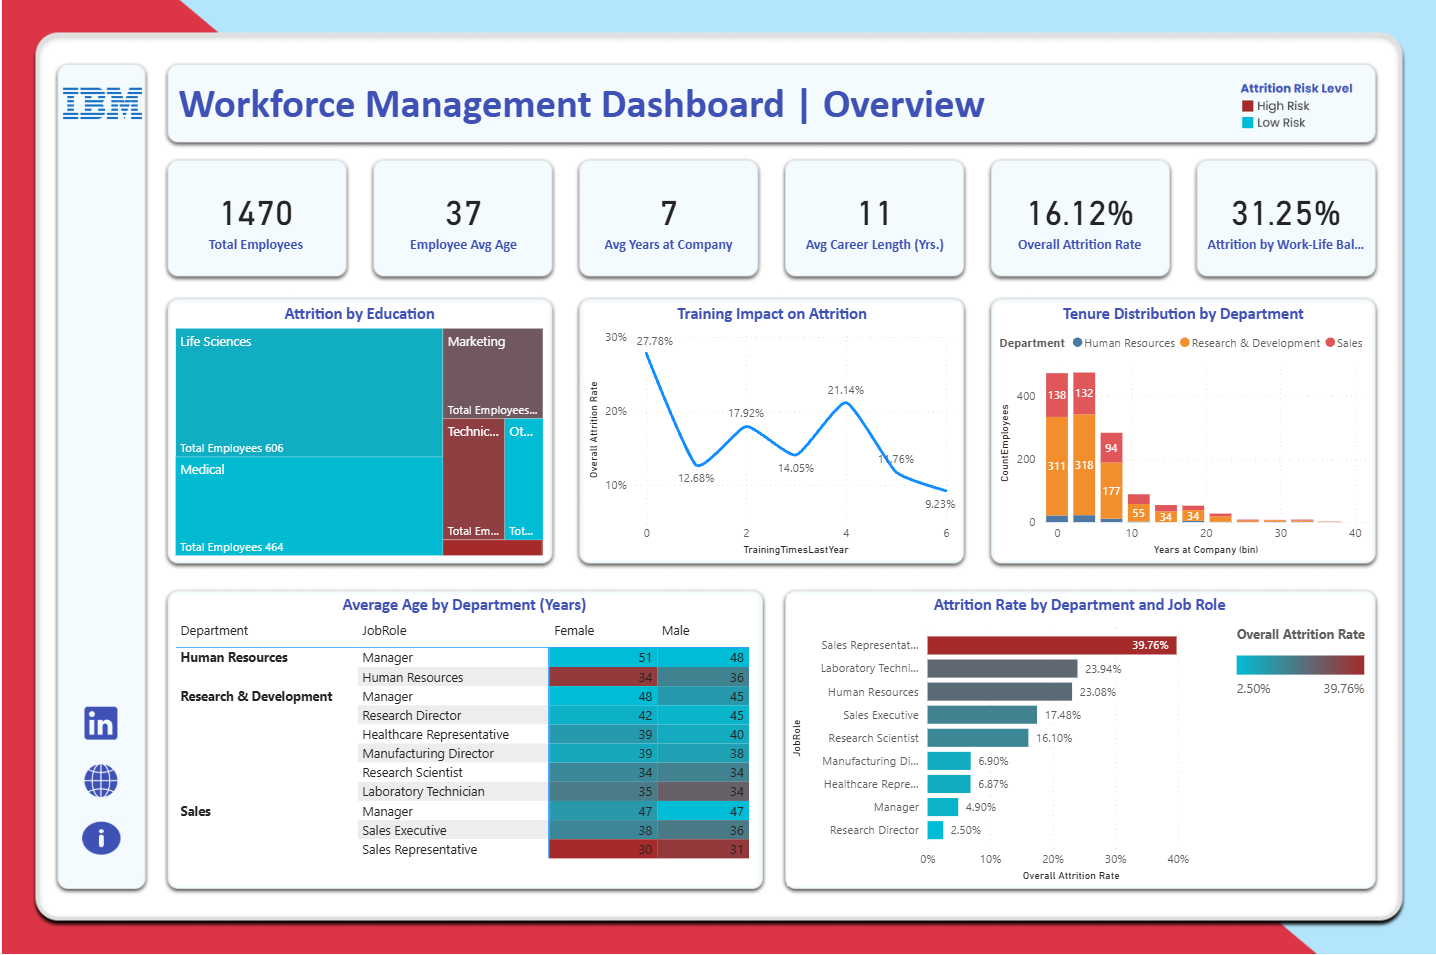 IBM
Workforce Management Dashboard | Overview
Attrition Risk Level
High Risk
Low Risk
1470
Total Employees
37
Employee Avg Age
7
Avg Years at Company
11
Avg Career Length (Yrs.)
16.12%
Overall Attrition Rate
31.25%
Attrition by Work-Life Bal...
Attrition by Education
Life Sciences
Total Employees 606
Medical
Total Employees 464
Marketing
Total Employees...
Technic...
Total Em...
Ot...
Tot...
Training Impact on Attrition
Overall Attrition Rate
30%
20%
10%
27.78%
12.68%
17.92%
14.05%
21.14%
11.76%
9.23%
0 2 4 6
TrainingTimesLastYear
Tenure Distribution by Department
Department Human Resources Research & Development Sales
CountEmployees
400
200
0
138 132
311 318
94
177
55 34 34
0 10 20 30 40
Years at Company (bin)
Average Age by Department (Years)
Department JobRole Female Male
Human Resources Manager 51 48
Human Resources 34 36
Research & Development Manager 48 45
Research Director 42 45
Healthcare Representative 39 40
Manufacturing Director 39 38
Research Scientist 34 34
Laboratory Technician 35 34
Sales Manager 47 47
Sales Executive 38 36
Sales Representative 30 31
in
i
Attrition Rate by Department and Job Role
JobRole
Sales Representat... 39.76%
Laboratory Techni... 23.94%
Human Resources 23.08%
Sales Executive 17.48%
Research Scientist 16.10%
Manufacturing Di... 6.90%
Healthcare Repre... 6.87%
Manager 4.90%
Research Director 2.50%
0% 10% 20% 30% 40%
Overall Attrition Rate
Overall Attrition Rate
2.50% 39.76%